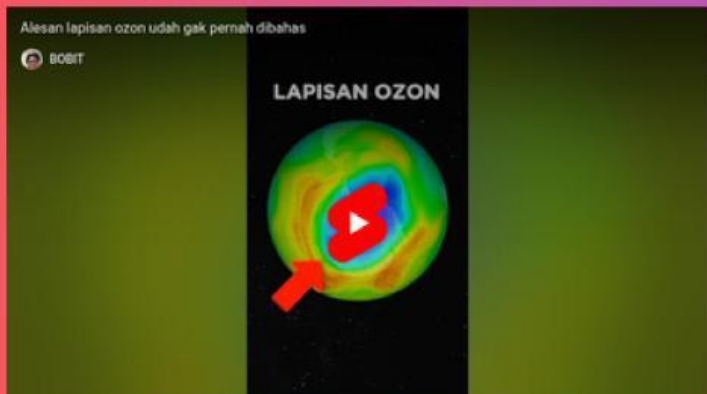 Alesan lapisan ozon udah gak pernah dibahas
BOBIT
LAPISAN OZON